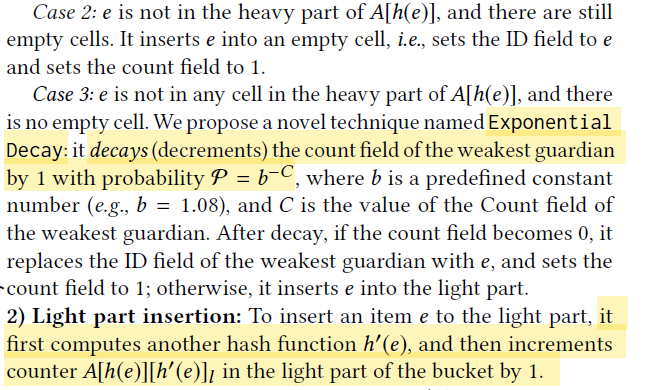 Case 2: e is not in the heavy part of A[h(e)], and there are still
empty cells. It inserts e into an empty cell, i.e., sets the ID field to e
and sets the count field to 1.
Case 3: e is not in any cell in the heavy part of A[h(e)], and there
is no empty cell. We propose a novel technique named Exponential
Decay: it decays (decrements) the count field of the weakest guardian
by 1 with probability 𝒫 = b⁻ᶜ, where b is a predefined constant
number (e.g., b = 1.08), and C is the value of the Count field of
the weakest guardian. After decay, if the count field becomes 0, it
replaces the ID field of the weakest guardian with e, and sets the
count field to 1; otherwise, it inserts e into the light part.
2) Light part insertion: To insert an item e to the light part, it
first computes another hash function h′(e), and then increments
counter A[h(e)][h′(e)]ₗ in the light part of the bucket by 1.